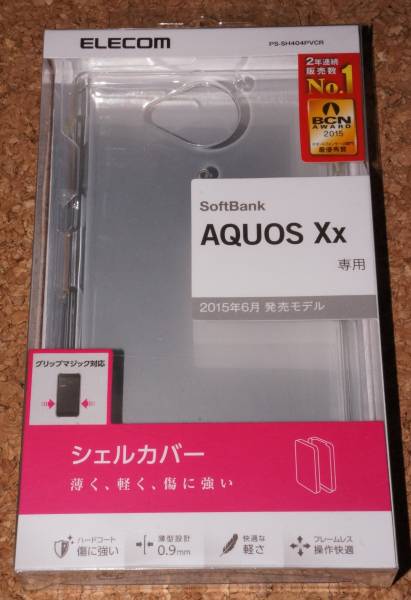 ELECOM
PS-SH404PVCR
2年連続
販売数
No.1
BCN
AWARD
2015
最優秀賞
SoftBank
AQUOS Xx
専用
2015年6月 発売モデル
グリップマジック対応
シェルカバー
薄く、軽く、傷に強い
ハードコート
傷に強い
薄型設計
0.9mm
快適な
軽さ
フレームレス
操作快適